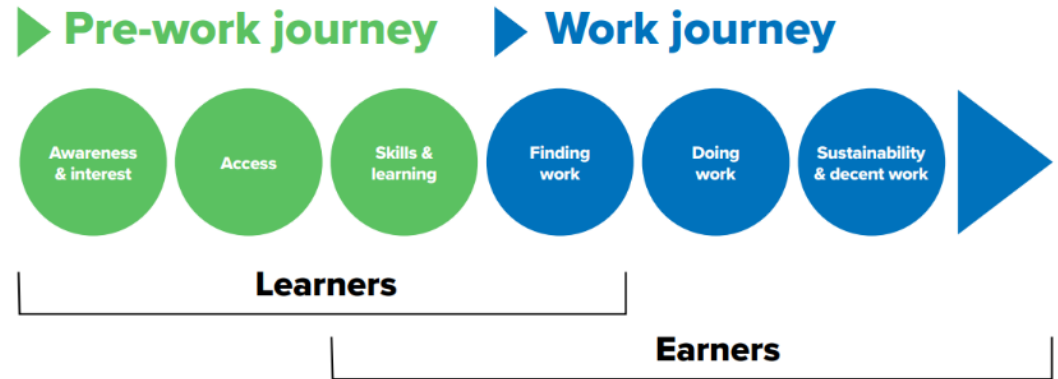 Pre-work journey
Work journey
Awareness
& interest
Access
Skills &
learning
Finding
work
Doing
work
Sustainability
& decent work
Learners
Earners